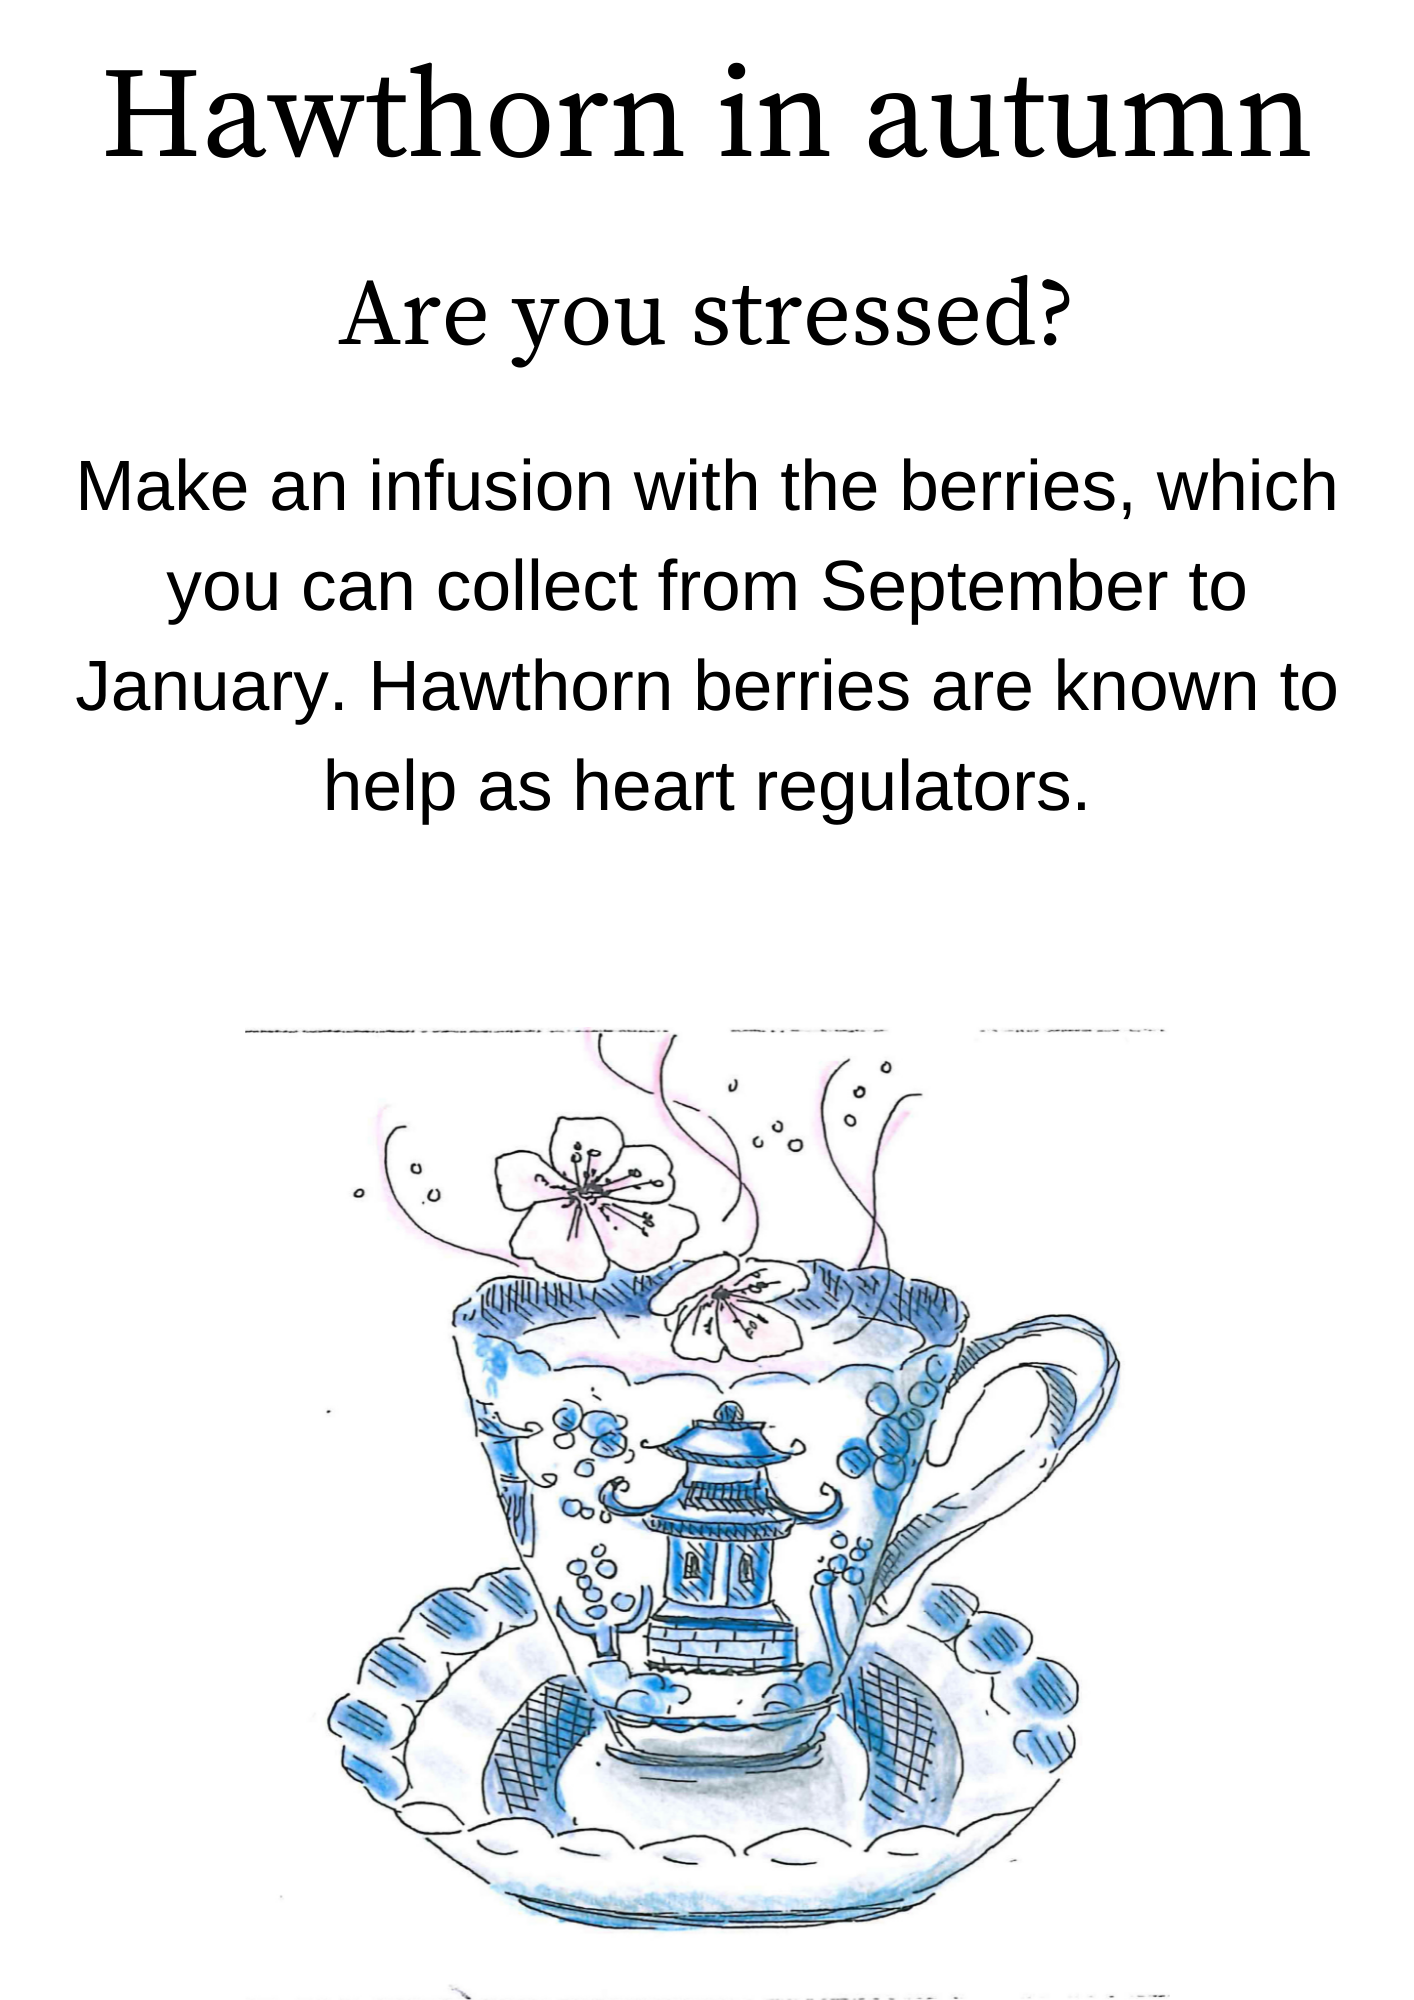 Hawthorn in autumn
Are you stressed?
Make an infusion with the berries, which
you can collect from September to
January. Hawthorn berries are known to
help as heart regulators.